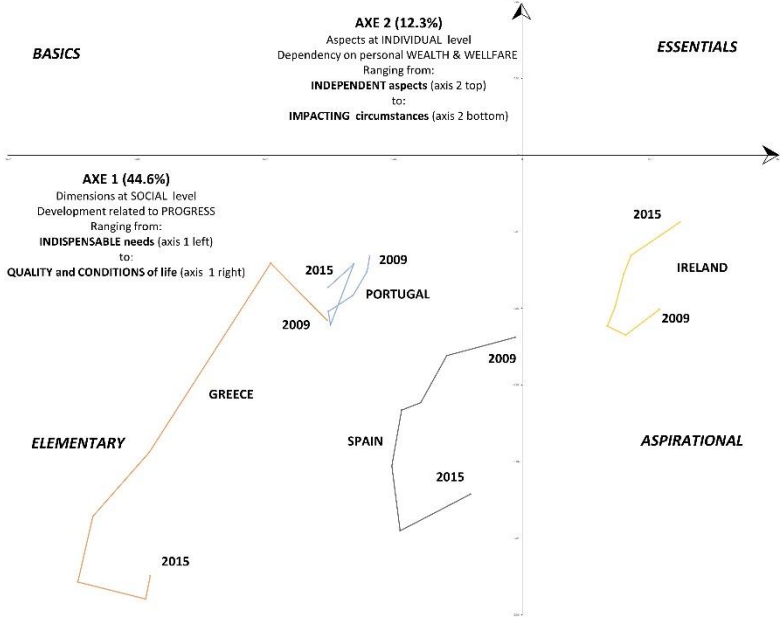 AXE 2 (12.3%)
Aspects at INDIVIDUAL level
Dependency on personal WEALTH & WELLFARE
Ranging from:
INDEPENDENT aspects (axis 2 top)
to:
IMPACTING circumstances (axis 2 bottom)
BASICS
ESSENTIALS
AXE 1 (44.6%)
Dimensions at SOCIAL level
Development related to PROGRESS
Ranging from:
INDISPENSABLE needs (axis 1 left)
to:
QUALITY and CONDITIONS of life (axis 1 right)
2015
IRELAND
2009
2015
2009
PORTUGAL
2009
GREECE
2015
2009
SPAIN
2015
ELEMENTARY
ASPIRATIONAL